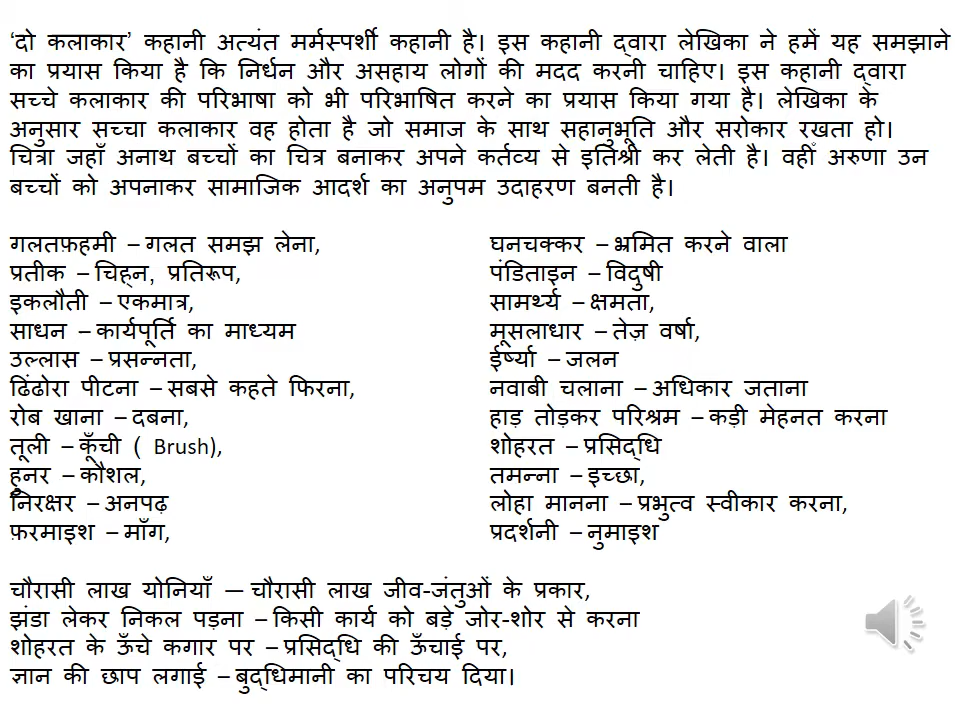 ‘दो कलाकार’ कहानी अत्यंत मर्मस्पर्शी कहानी है। इस कहानी द्वारा लेखिका ने हमें यह समझाने
का प्रयास किया है कि निर्धन और असहाय लोगों की मदद करनी चाहिए। इस कहानी द्वारा
सच्चे कलाकार की परिभाषा को भी परिभाषित करने का प्रयास किया गया है। लेखिका के
अनुसार सच्चा कलाकार वह होता है जो समाज के साथ सहानुभूति और सरोकार रखता हो।
चित्रा जहाँ अनाथ बच्चों का चित्र बनाकर अपने कर्तव्य से इतिश्री कर लेती है। वहीँ अरुणा उन
बच्चों को अपनाकर सामाजिक आदर्श का अनुपम उदाहरण बनती है।
गलतफ़हमी – गलत समझ लेना,
प्रतीक – चिह्न, प्रतिरूप,
इकलौती – एकमात्र,
साधन – कार्यपूर्ति का माध्यम
उल्लास – प्रसन्नता,
ढिंढोरा पीटना – सबसे कहते फिरना,
रोब खाना – दबना,
तूली – कूँची ( Brush),
हुनर – कौशल,
निरक्षर – अनपढ़
फ़रमाइश – माँग,
घनचक्कर – भ्रमित करने वाला
पंडिताइन – विदुषी
सामर्थ्य – क्षमता,
मूसलाधार – तेज़ वर्षा,
ईर्ष्या – जलन
नवाबी चलाना – अधिकार जताना
हाड़ तोड़कर परिश्रम – कड़ी मेहनत करना
शोहरत – प्रसिद्धि
तमन्ना – इच्छा,
लोहा मानना – प्रभुत्व स्वीकार करना,
प्रदर्शनी – नुमाइश
चौरासी लाख योनियाँ — चौरासी लाख जीव-जंतुओं के प्रकार,
झंडा लेकर निकल पड़ना – किसी कार्य को बड़े जोर-शोर से करना
शोहरत के ऊँचे कगार पर – प्रसिद्धि की ऊँचाई पर,
ज्ञान की छाप लगाई – बुद्धिमानी का परिचय दिया।